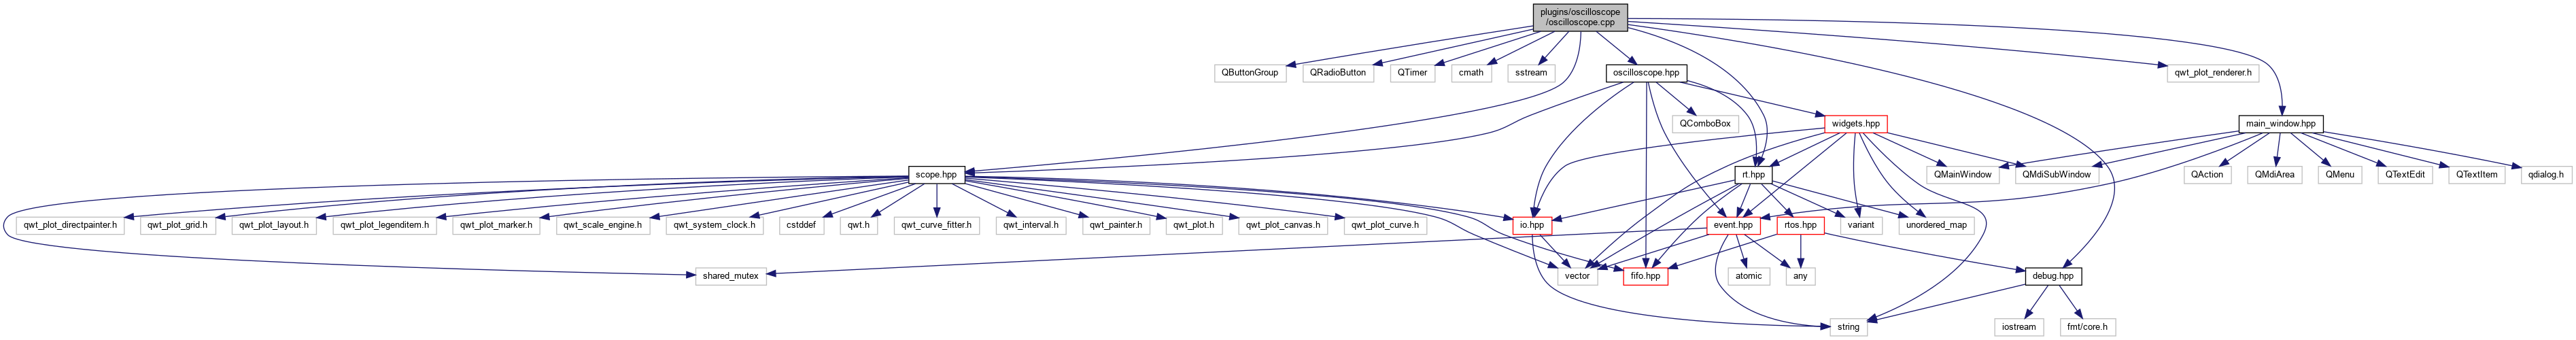 plugins/oscilloscope
/oscilloscope.cpp
QButtonGroup
QRadioButton
QTimer
cmath
sstream
oscilloscope.hpp
qwt_plot_renderer.h
QComboBox
widgets.hpp
main_window.hpp
scope.hpp
rt.hpp
QMainWindow
QMdiSubWindow
QAction
QMdiArea
QMenu
QTextEdit
QTextItem
qdialog.h
qwt_plot_directpainter.h
qwt_plot_grid.h
qwt_plot_layout.h
qwt_plot_legenditem.h
qwt_plot_marker.h
qwt_scale_engine.h
qwt_system_clock.h
cstddef
qwt.h
qwt_curve_fitter.h
qwt_interval.h
qwt_painter.h
qwt_plot.h
qwt_plot_canvas.h
qwt_plot_curve.h
io.hpp
event.hpp
rtos.hpp
variant
unordered_map
shared_mutex
vector
fifo.hpp
atomic
any
debug.hpp
string
iostream
fmt/core.h